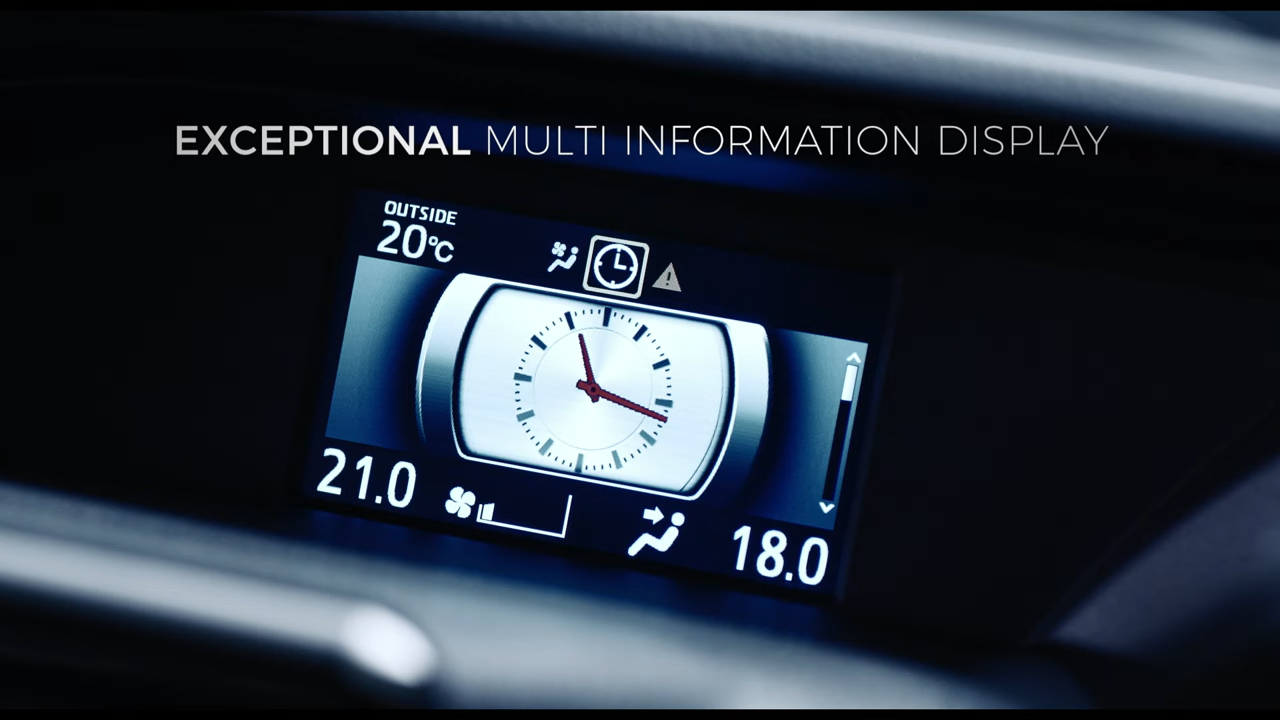 EXCEPTIONAL MULTI INFORMATION DISPLAY
OUTSIDE
20°C
21.0
18.0